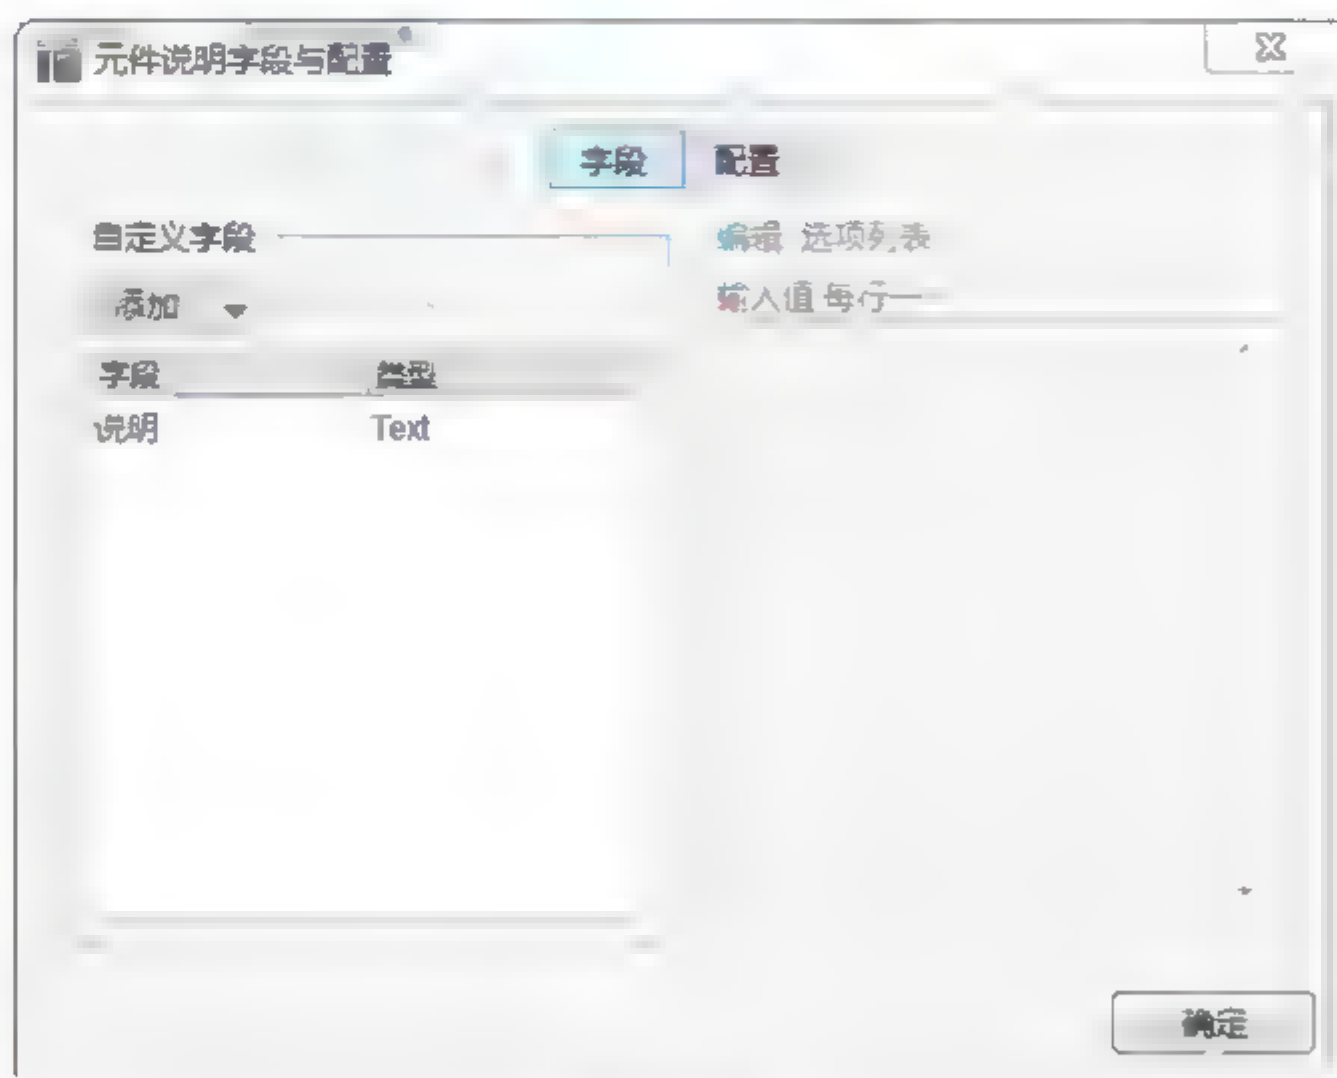 元件说明字段与配置
字段 配置
自定义字段
添加
字段 类型
说明 Text
编辑 选项列表
输入值 每行一
确定